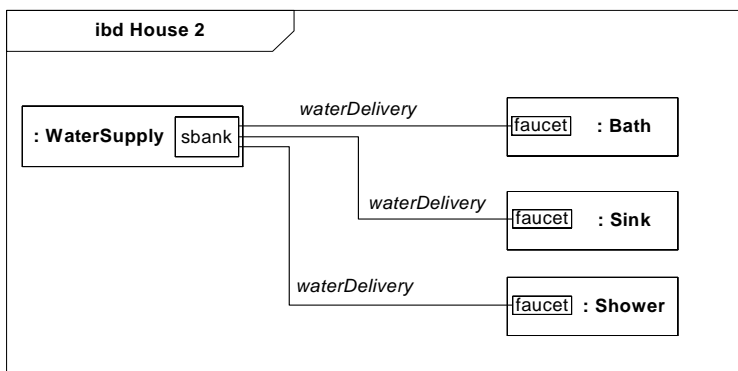 ibd House 2
waterDelivery
faucet : Bath
: WaterSupply sbank
waterDelivery
faucet : Sink
waterDelivery
faucet : Shower